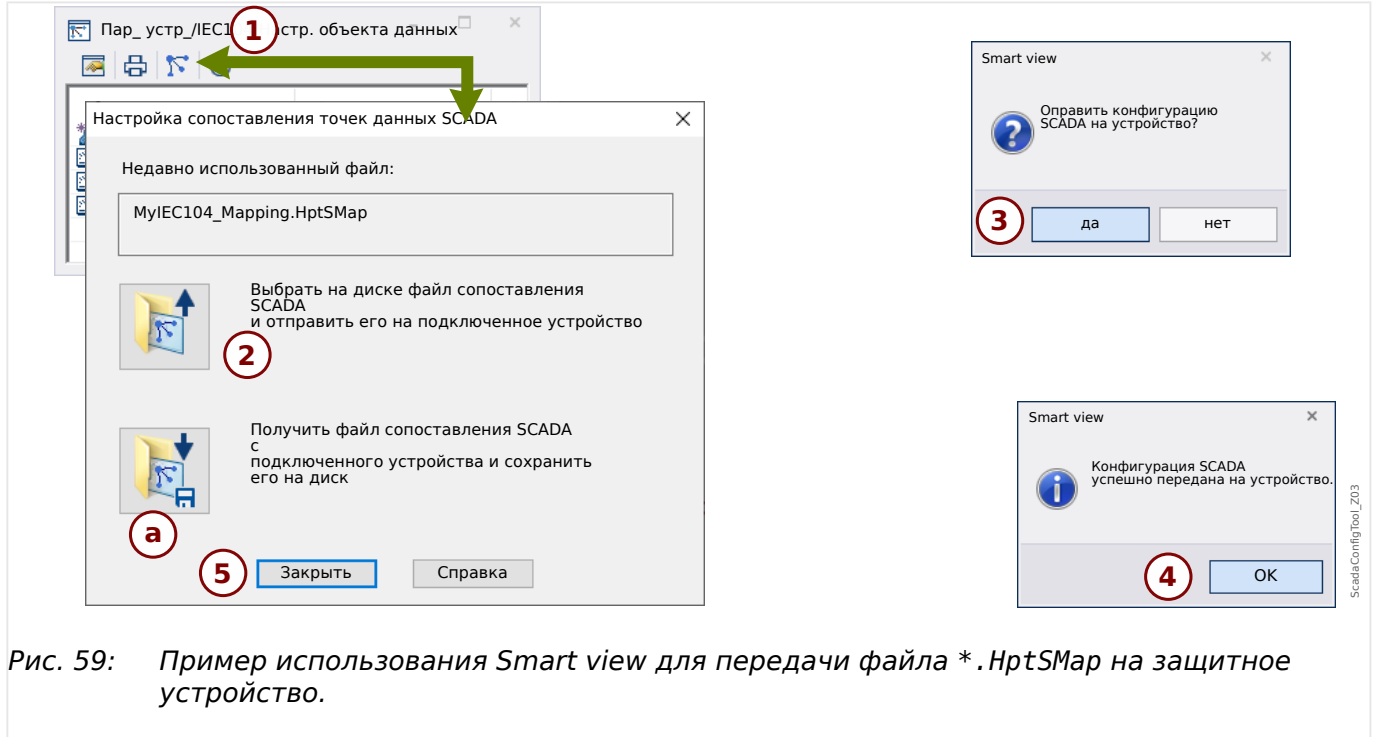 Пар_ устр_/IEC1 1 стр. объекта данных
Настройка сопоставления точек данных SCADA
Недавно использованный файл:
MyIEC104_Mapping.HptSMap
Выбрать на диске файл сопоставления
SCADA
и отправить его на подключенное устройство
2
Получить файл сопоставления SCADA
с
подключенного устройства и сохранить
его на диск
a
5
Закрыть
Справка
Smart view
Оправить конфигурацию
SCADA на устройство?
3
да
нет
Smart view
Конфигурация SCADA
успешно передана на устройство.
4
OK
ScadaConfigTool_Z03
Рис. 59: Пример использования Smart view для передачи файла *.HptSMap на защитное
устройство.